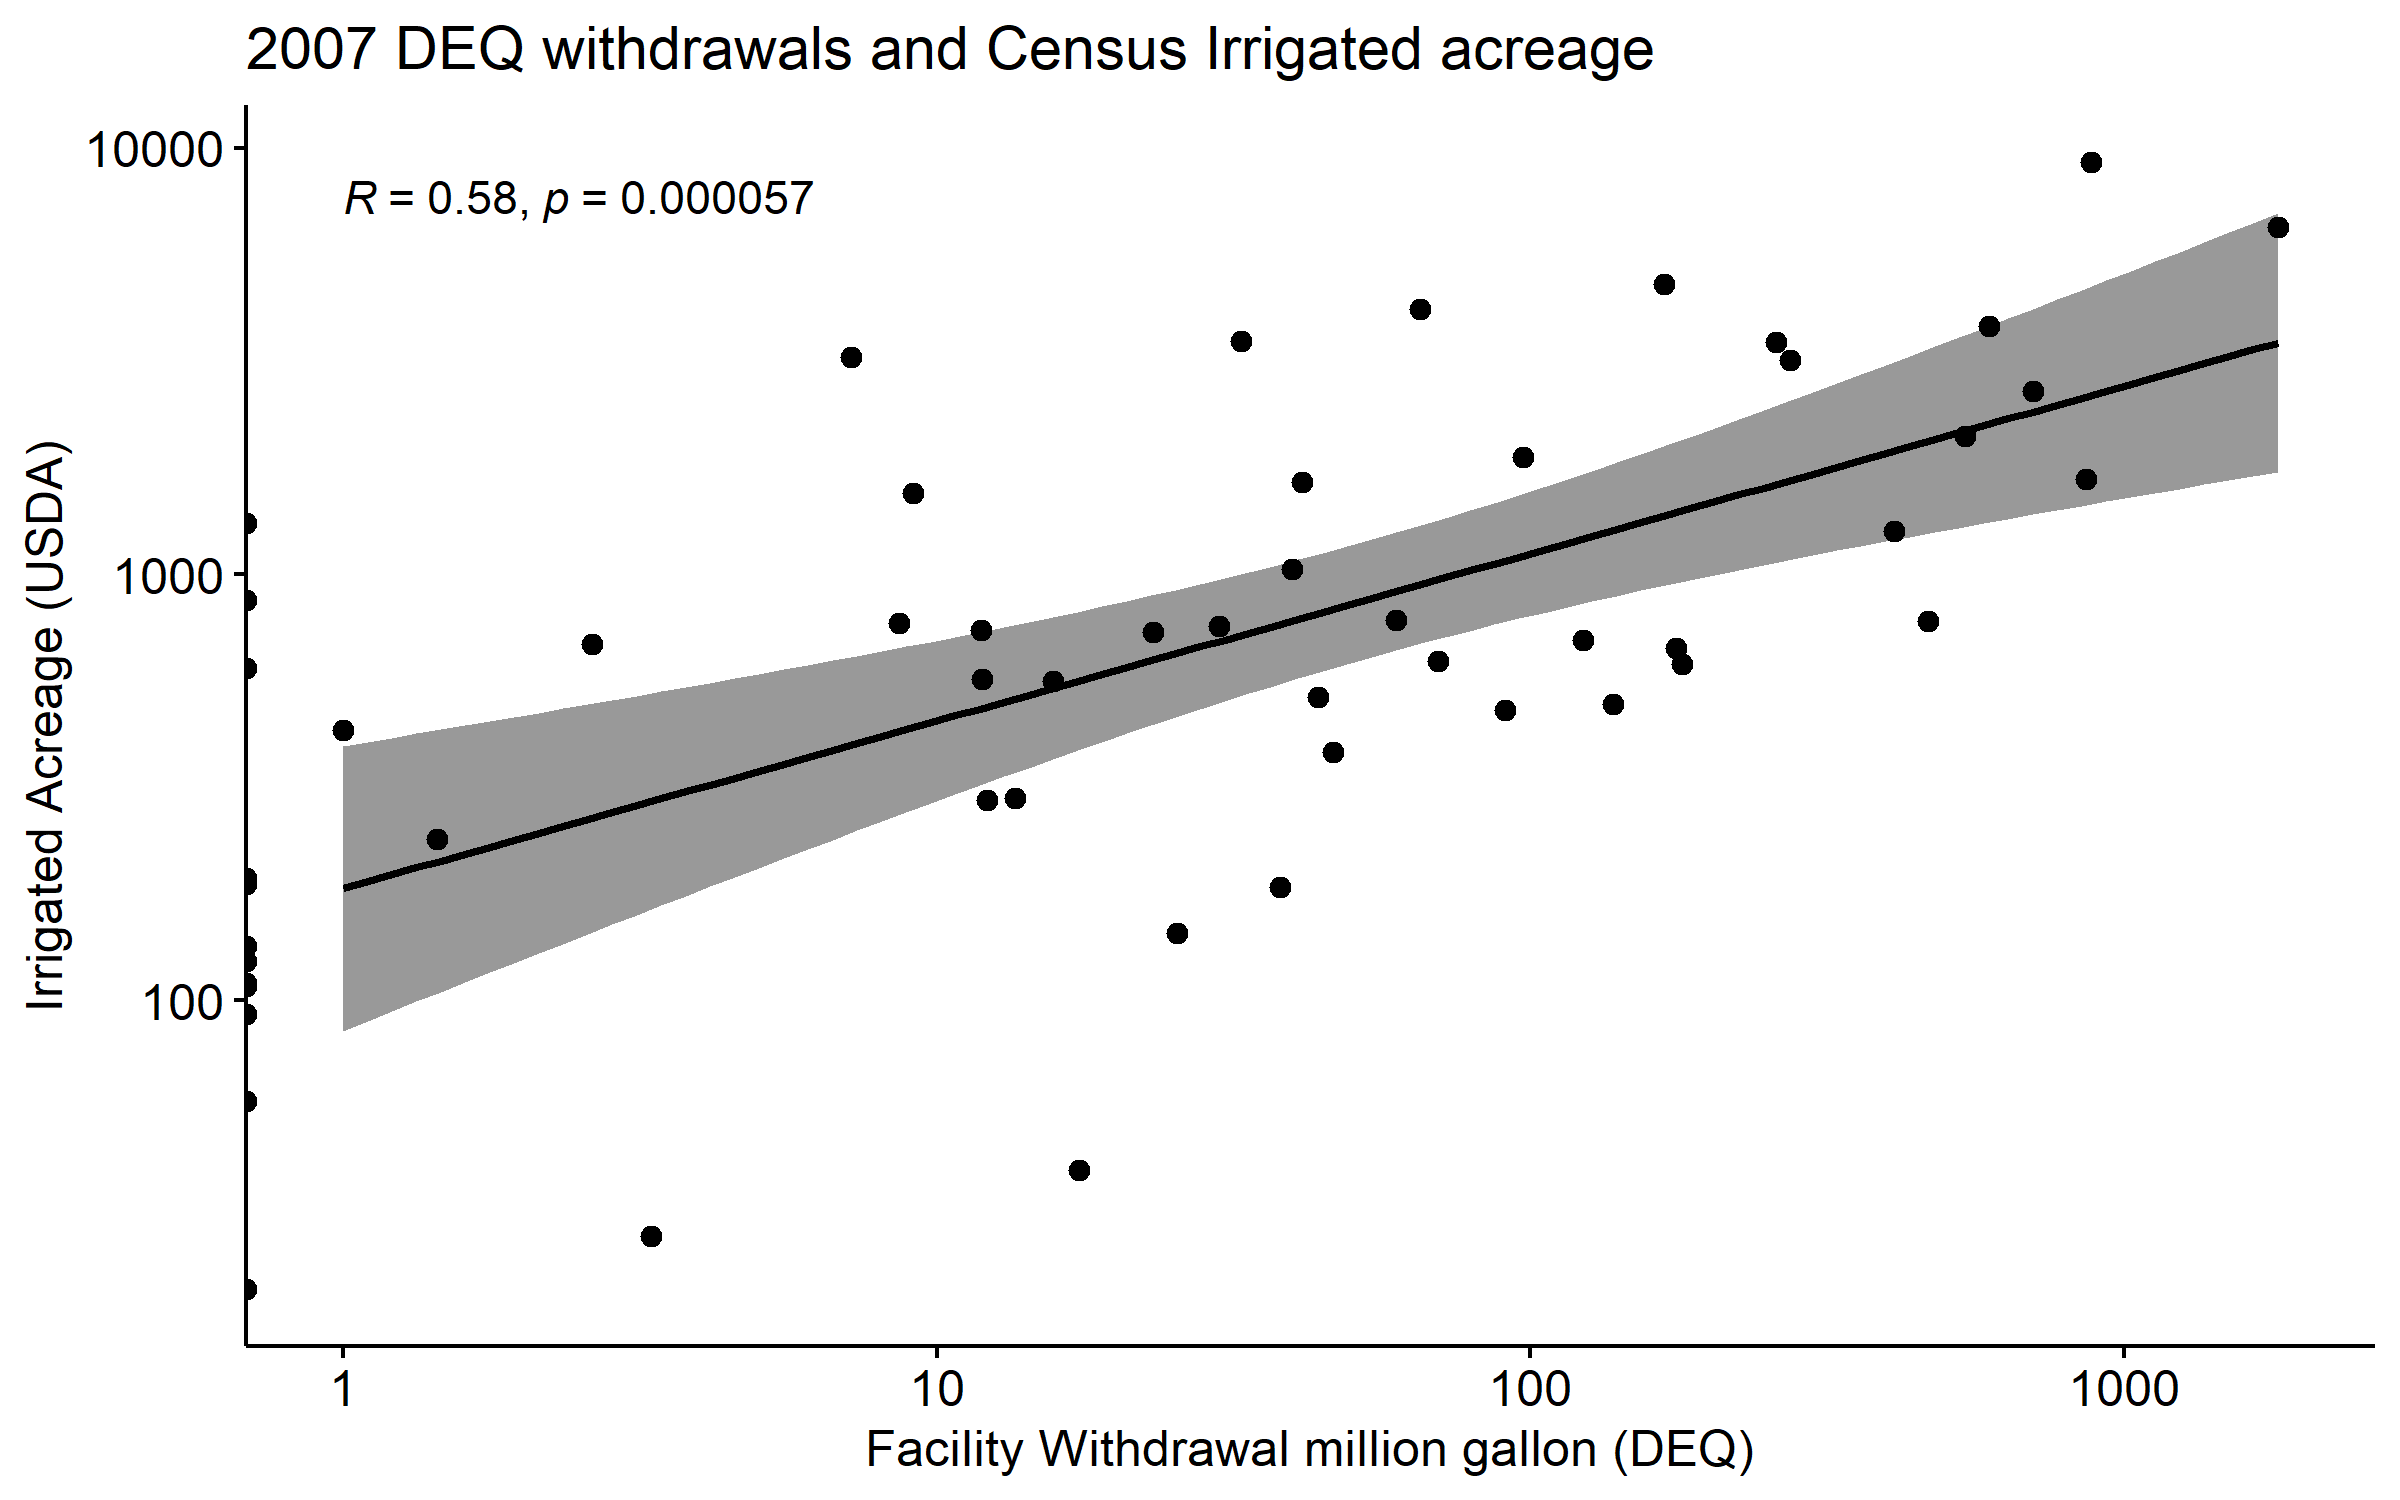 2007 DEQ withdrawals and Census Irrigated acreage
10000
R = 0.58, p = 0.000057
1000
100
Irrigated Acreage (USDA)
1
10
100
1000
Facility Withdrawal million gallon (DEQ)